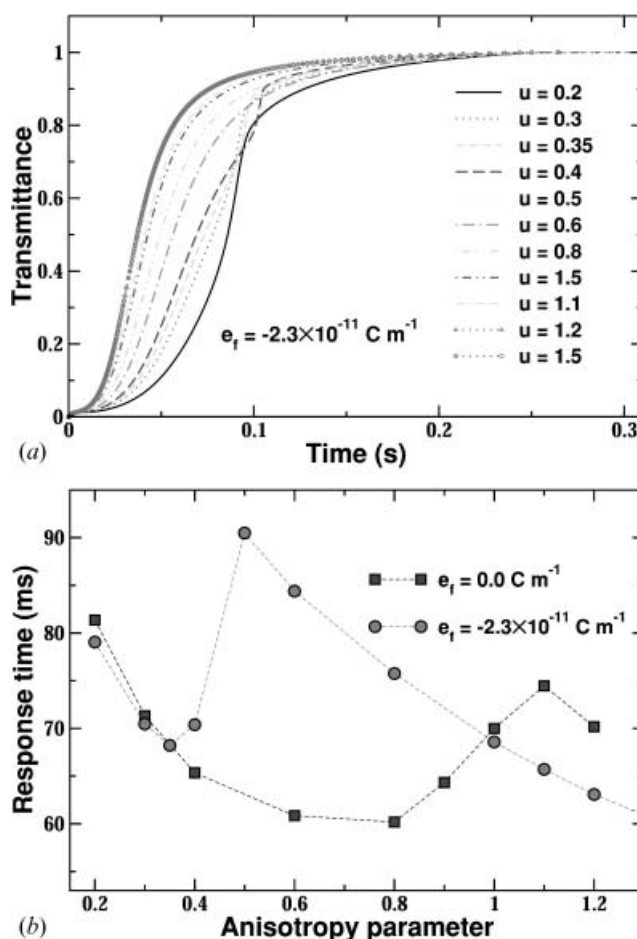 1
0.8
0.6
0.4
0.2
0
Transmittance
u = 0.2
u = 0.3
u = 0.35
u = 0.4
u = 0.5
u = 0.6
u = 0.8
u = 1.5
u = 1.1
u = 1.2
u = 1.5
e_f = -2.3×10⁻¹¹ C m⁻¹
0 0.1 0.2 0.3
(a) Time (s)
90
80
70
60
Response time (ms)
e_f = 0.0 C m⁻¹
e_f = -2.3×10⁻¹¹ C m⁻¹
0.2 0.4 0.6 0.8 1 1.2
(b) Anisotropy parameter